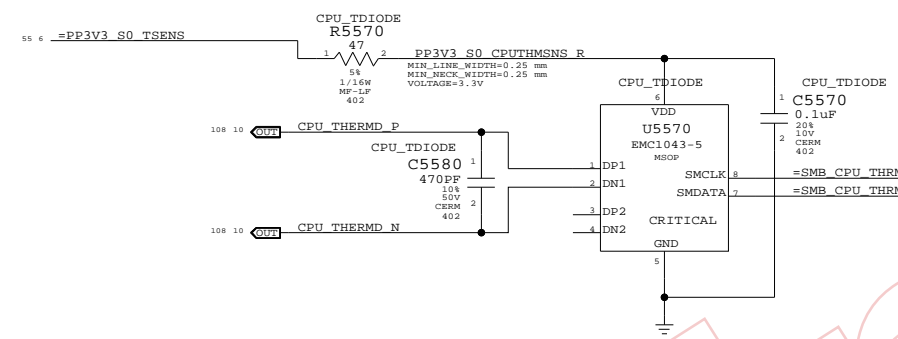 CPU_TDIODE
R5570
47
55 6 =PP3V3_S0_TSENS
1 2
PP3V3_S0_CPUTHMSNS_R
5%
1/16W
MF-LF
402
MIN_LINE_WIDTH=0.25 mm
MIN_NECK_WIDTH=0.25 mm
VOLTAGE=3.3V
CPU_TDIODE
6
VDD
U5570
EMC1043-5
MSOP
CPU_TDIODE
1
C5570
0.1uF
20%
10V
CERM
402
2
108 10 OUT CPU_THERMD_P
CPU_TDIODE
C5580
1
470PF
10%
50V
CERM
402
2
1 DP1
2 DN1
3 DP2
4 DN2
SMCLK 8 =SMB_CPU_THRM
SMDATA 7 =SMB_CPU_THRM
CRITICAL
GND
5
108 10 OUT CPU_THERMD_N